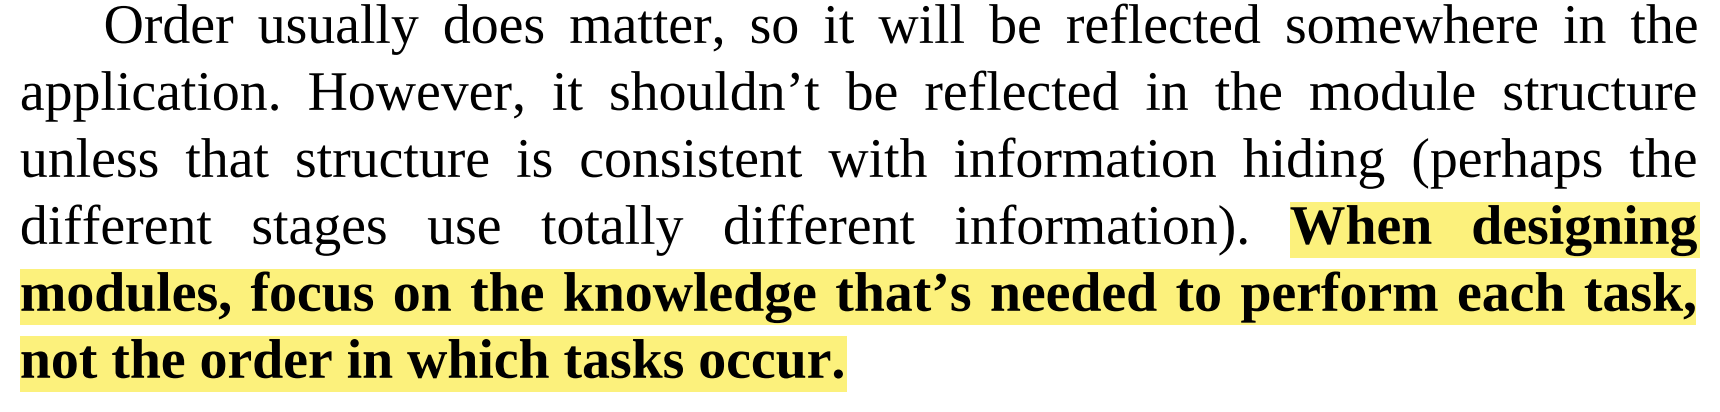 Order usually does matter, so it will be reflected somewhere in the
application. However, it shouldn’t be reflected in the module structure
unless that structure is consistent with information hiding (perhaps the
different stages use totally different information). When designing
modules, focus on the knowledge that’s needed to perform each task,
not the order in which tasks occur.